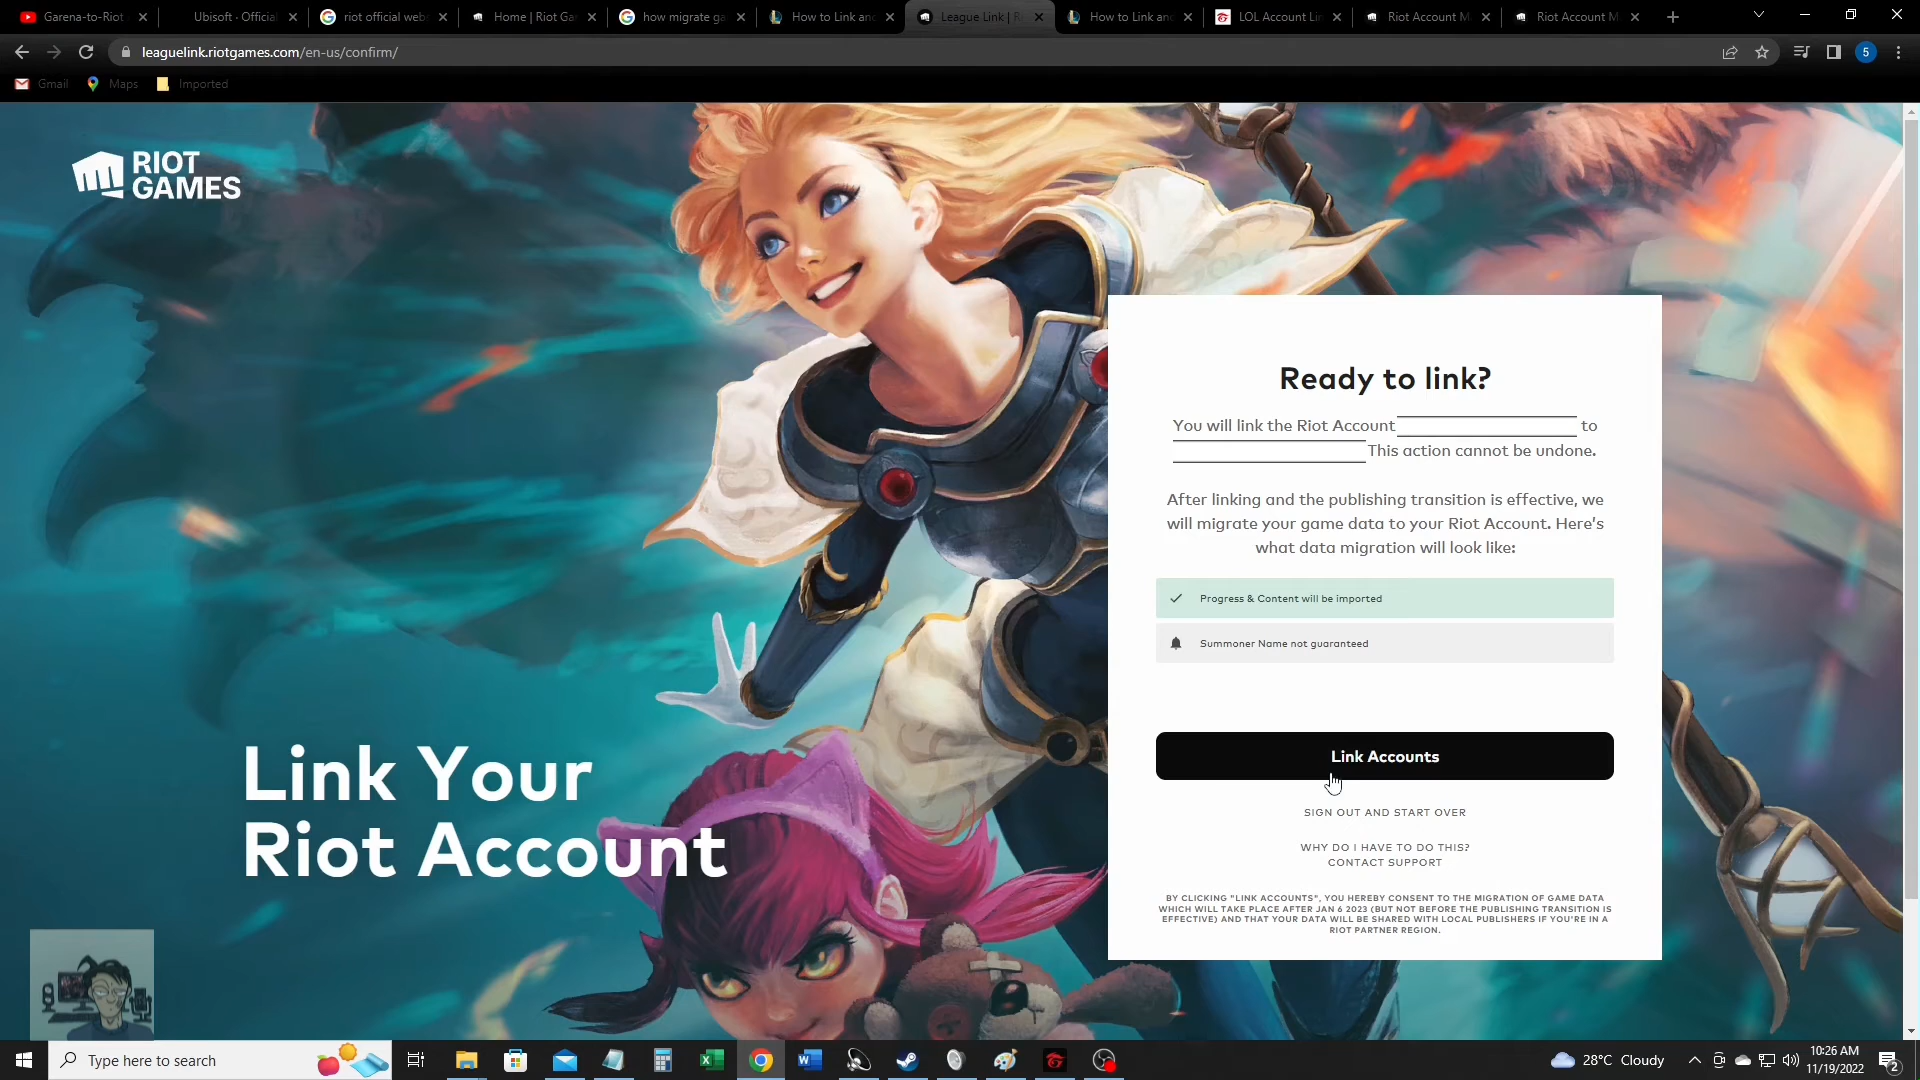 Garena-to-Riot
Ubisoft - Official
riot official web
Home | Riot Ga
how migrate ga
How to Link and
League Link | R
How to Link and
LOL Account Li
Riot Account M
Riot Account M
leaguelink.riotgames.com/en-us/confirm/
5
Gmail
Maps
Imported
RIOT
GAMES
Ready to link?
You will link the Riot Account to
This action cannot be undone.
After linking and the publishing transition is effective, we
will migrate your game data to your Riot Account. Here's
what data migration will look like:
Progress & Content will be imported
Summoner Name not guaranteed
Link Accounts
SIGN OUT AND START OVER
WHY DO I HAVE TO DO THIS?
CONTACT SUPPORT
BY CLICKING "LINK ACCOUNTS", YOU HEREBY CONSENT TO THE MIGRATION OF GAME DATA
WHICH WILL TAKE PLACE AFTER JAN 6 2023 (BUT NOT BEFORE THE PUBLISHING TRANSITION IS
EFFECTIVE) AND THAT YOUR DATA WILL BE SHARED WITH LOCAL PUBLISHERS IF YOU'RE IN A
RIOT PARTNER REGION.
Link Your
Riot Account
Type here to search
28°C Cloudy
10:26 AM
11/19/2022
2